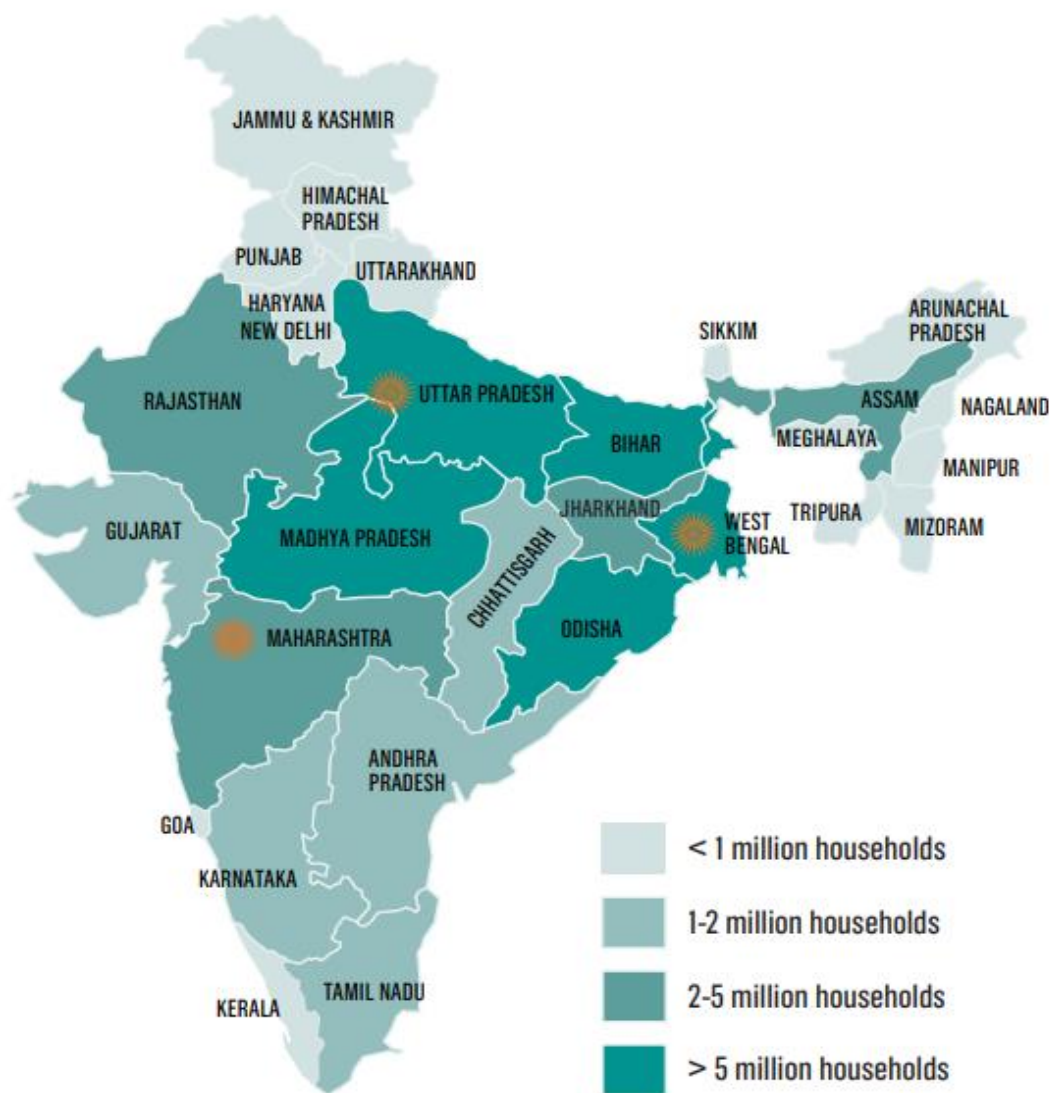 JAMMU & KASHMIR
HIMACHAL
PRADESH
PUNJAB
UTTARAKHAND
HARYANA
NEW DELHI
SIKKIM
ARUNACHAL
PRADESH
RAJASTHAN
UTTAR PRADESH
ASSAM
NAGALAND
BIHAR
MEGHALAYA
MANIPUR
JHARKHAND
TRIPURA
MIZORAM
GUJARAT
MADHYA PRADESH
WEST
BENGAL
CHHATTISGARH
MAHARASHTRA
ODISHA
ANDHRA
PRADESH
GOA
KARNATAKA
KERALA
TAMIL NADU
< 1 million households
1-2 million households
2-5 million households
> 5 million households